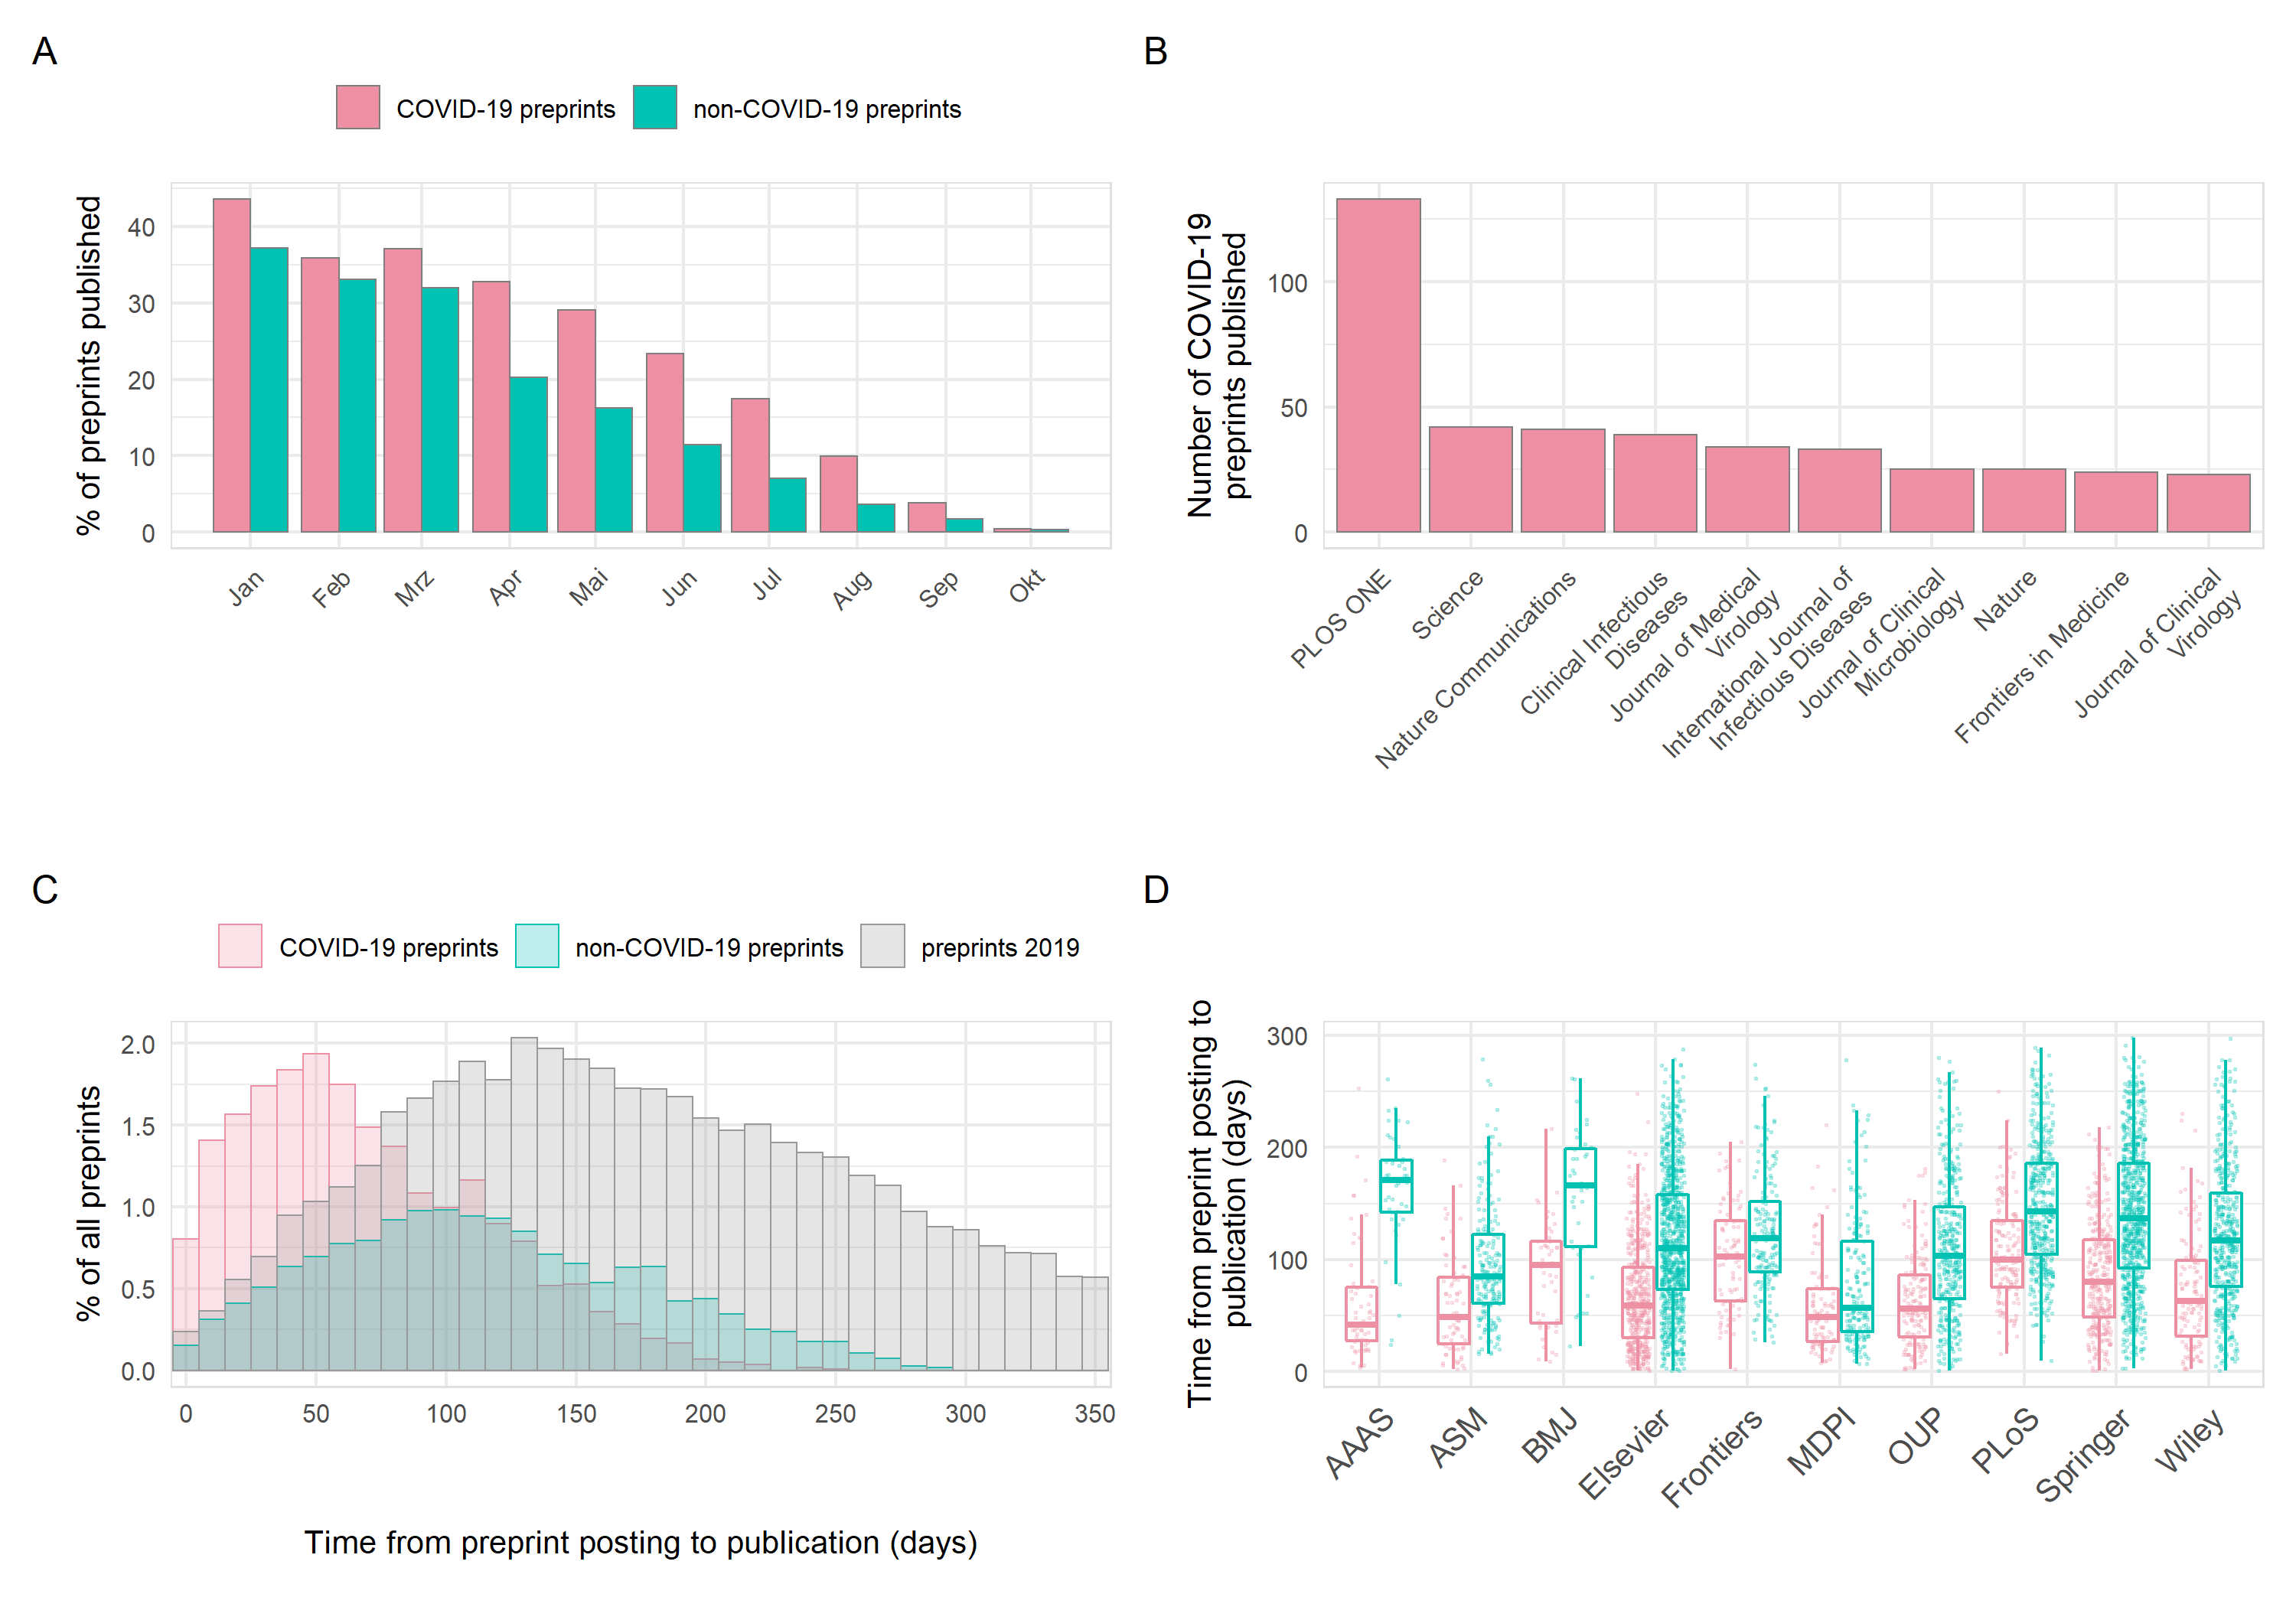 A
COVID-19 preprints
non-COVID-19 preprints
% of preprints published
40
30
20
10
0
Jan
Feb
Mrz
Apr
Mai
Jun
Jul
Aug
Sep
Okt
B
Number of COVID-19
preprints published
100
50
0
PLOS ONE
Science
Nature Communications
Clinical Infectious
Diseases
Journal of Medical
Virology
International Journal of
Infectious Diseases
Journal of Clinical
Microbiology
Nature
Frontiers in Medicine
Journal of Clinical
Virology
C
COVID-19 preprints
non-COVID-19 preprints
preprints 2019
% of all preprints
2.0
1.5
1.0
0.5
0.0
0
50
100
150
200
250
300
350
Time from preprint posting to publication (days)
D
Time from preprint posting to
publication (days)
300
200
100
0
AAAS
ASM
BMJ
Elsevier
Frontiers
MDPI
OUP
PLoS
Springer
Wiley